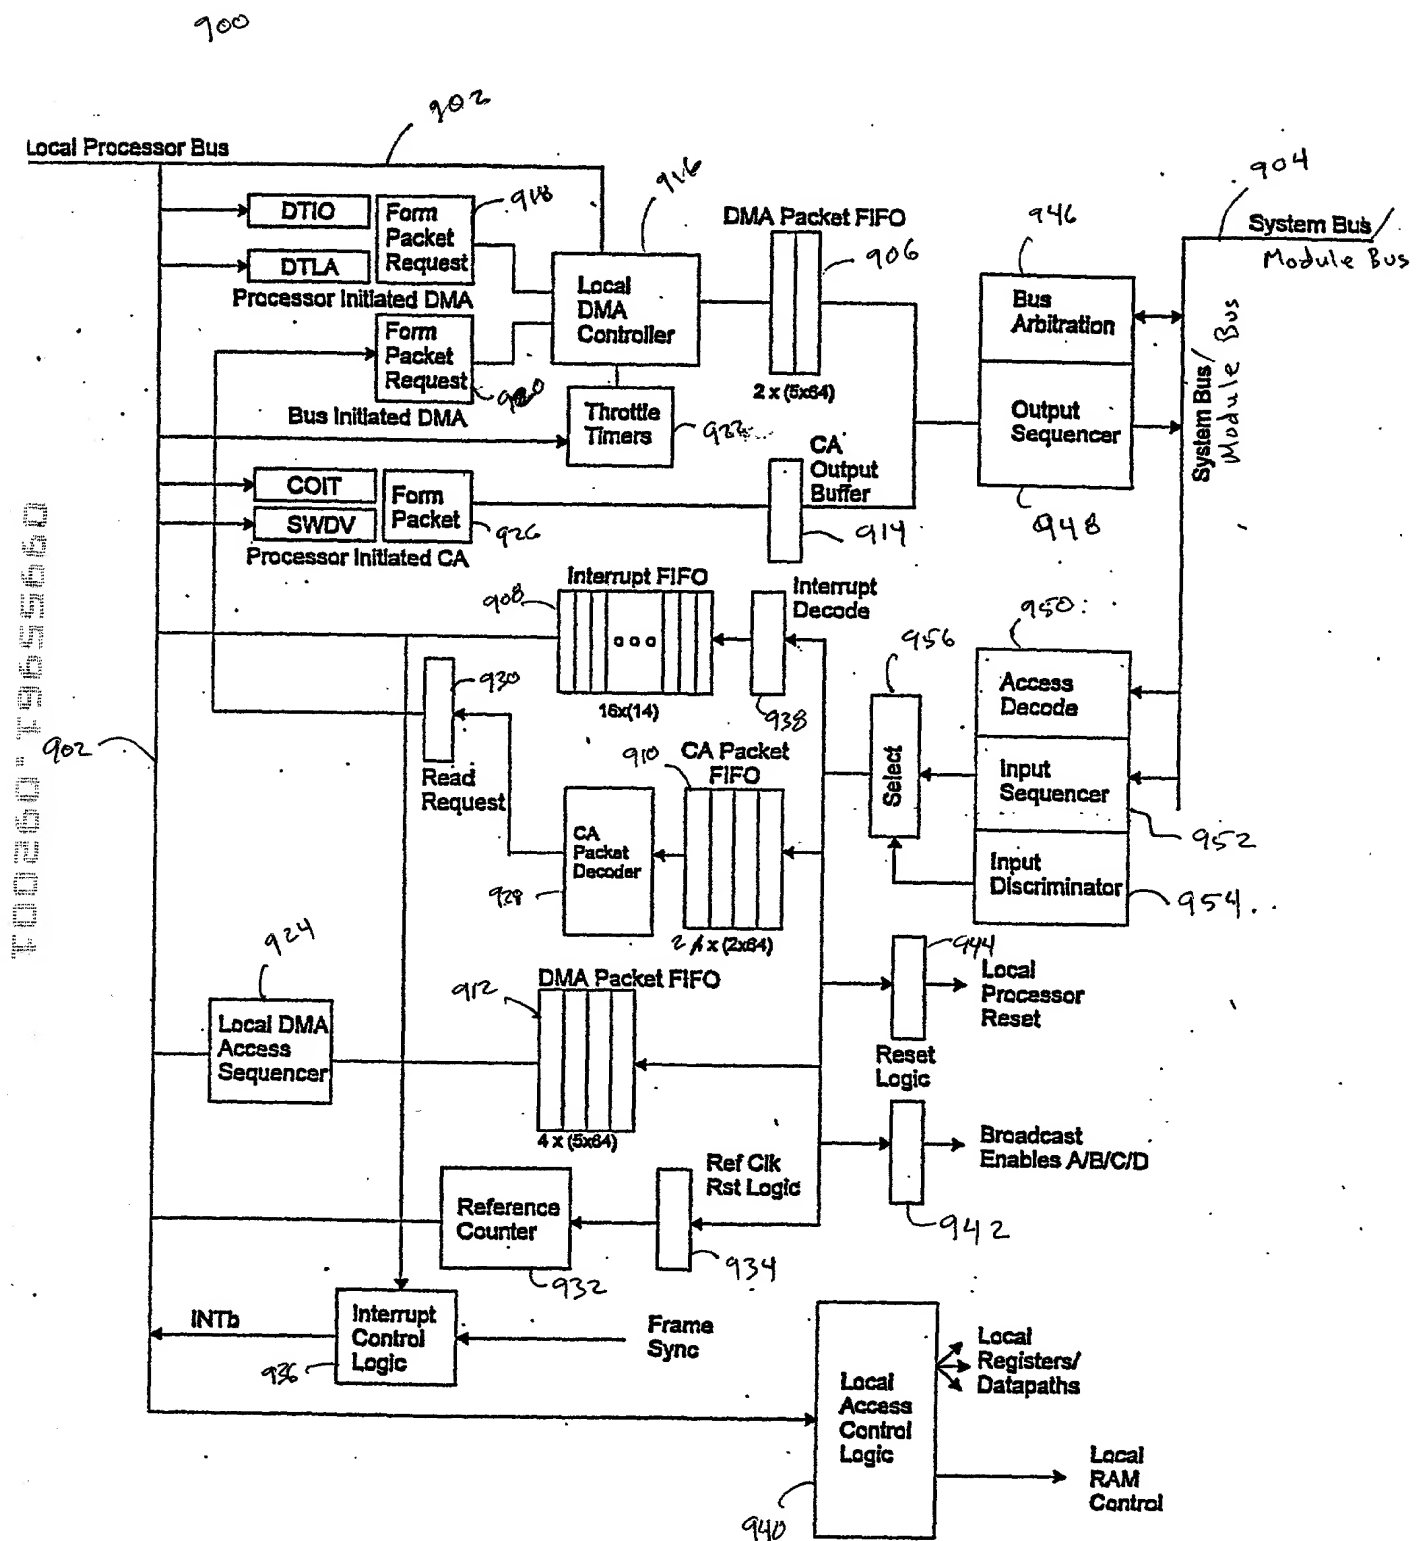 900
902
Local Processor Bus
DTIO
DTLA
Form
Packet
Request
918
Processor Initiated DMA
Form
Packet
Request
920
Bus Initiated DMA
916
Local
DMA
Controller
Throttle
Timers
922
DMA Packet FIFO
906
2 x (5x64)
CA
Output
Buffer
914
COIT
SWDV
Form
Packet
926
Processor Initiated CA
946
Bus
Arbitration
Output
Sequencer
948
904
System Bus/
Module Bus
System Bus/
Module Bus
Interrupt FIFO
908
16x(14)
Interrupt
Decode
938
930
Read
Request
902
910
CA Packet
FIFO
CA
Packet
Decoder
928
2 x (2x64)
956
Select
950
Access
Decode
Input
Sequencer
952
Input
Discriminator
954
924
Local DMA
Access
Sequencer
DMA Packet FIFO
912
4 x (5x64)
944
Local
Processor
Reset
Reset
Logic
Broadcast
Enables A/B/C/D
942
Ref Clk
Rst Logic
934
Reference
Counter
932
INTb
Interrupt
Control
Logic
936
Frame
Sync
Local
Access
Control
Logic
940
Local
Registers/
Datapaths
Local
RAM
Control